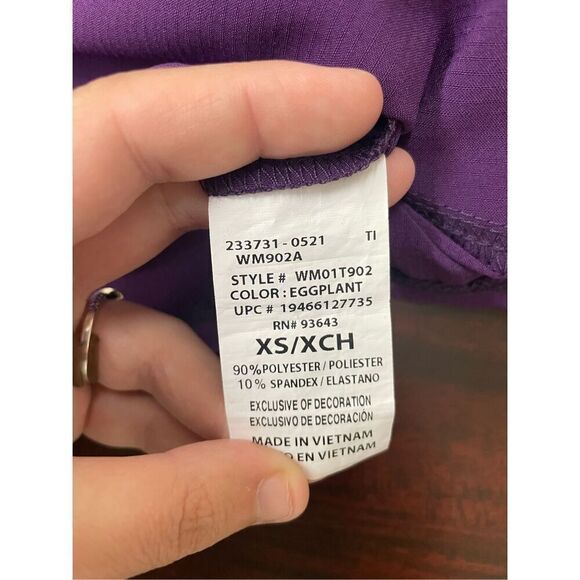 233731 - 0521 TI
WM902A
STYLE # WM01T902
COLOR : EGGPLANT
UPC # 19466127735
RN# 93643
XS/XCH
90%POLYESTER / POLIESTER
10% SPANDEX / ELASTANO
EXCLUSIVE OF DECORATION
EXCLUSIVO DE DECORACIÓN
MADE IN VIETNAM
EN VIETNAM